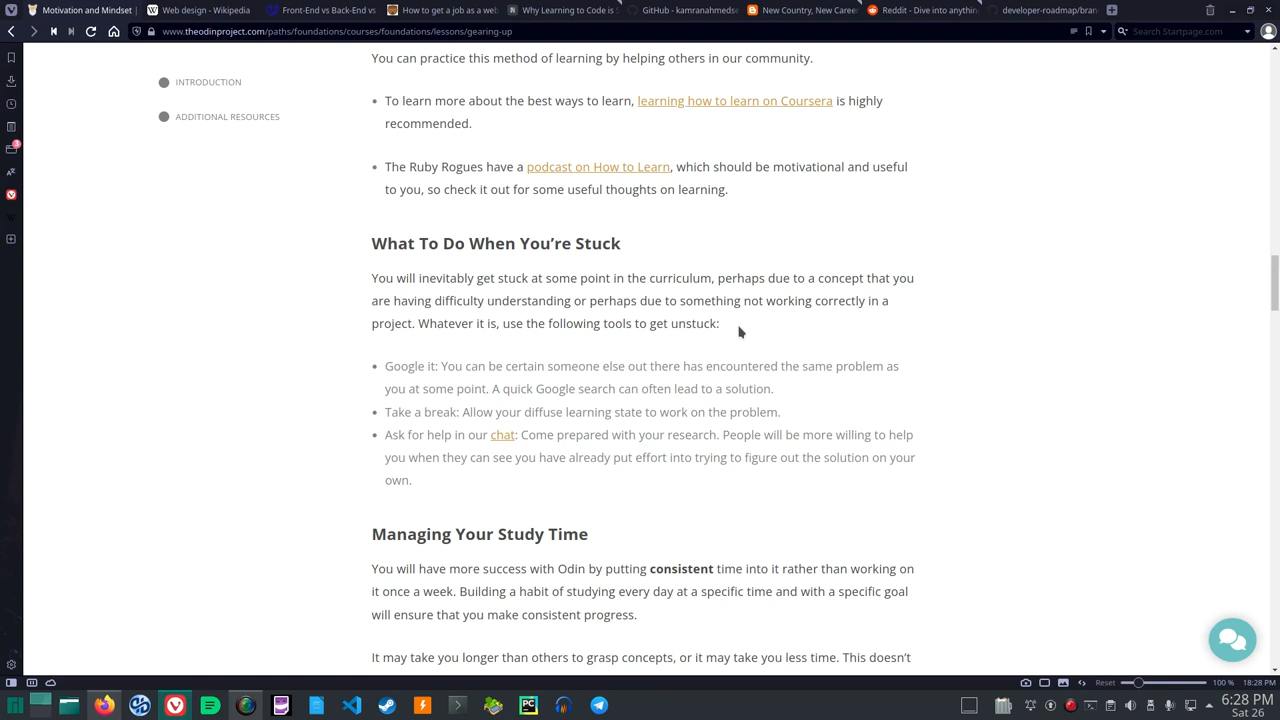 Motivation and Mindset |
Web design - Wikipedia
Front-End vs Back-End vs
How to get a job as a web
Why Learning to Code is
GitHub - kamranahmedse
New Country, New Career
Reddit - Dive into anythin
developer-roadmap/bran
www.theodinproject.com/paths/foundations/courses/foundations/lessons/gearing-up
Search Startpage.com
INTRODUCTION
ADDITIONAL RESOURCES
You can practice this method of learning by helping others in our community.
To learn more about the best ways to learn, learning how to learn on Coursera is highly
recommended.
The Ruby Rogues have a podcast on How to Learn, which should be motivational and useful
to you, so check it out for some useful thoughts on learning.
What To Do When You’re Stuck
You will inevitably get stuck at some point in the curriculum, perhaps due to a concept that you
are having difficulty understanding or perhaps due to something not working correctly in a
project. Whatever it is, use the following tools to get unstuck:
Google it: You can be certain someone else out there has encountered the same problem as
you at some point. A quick Google search can often lead to a solution.
Take a break: Allow your diffuse learning state to work on the problem.
Ask for help in our chat: Come prepared with your research. People will be more willing to help
you when they can see you have already put effort into trying to figure out the solution on your
own.
Managing Your Study Time
You will have more success with Odin by putting consistent time into it rather than working on
it once a week. Building a habit of studying every day at a specific time and with a specific goal
will ensure that you make consistent progress.
It may take you longer than others to grasp concepts, or it may take you less time. This doesn’t
3
Reset
100 %
18:28 PM
6:28 PM
Sat 26